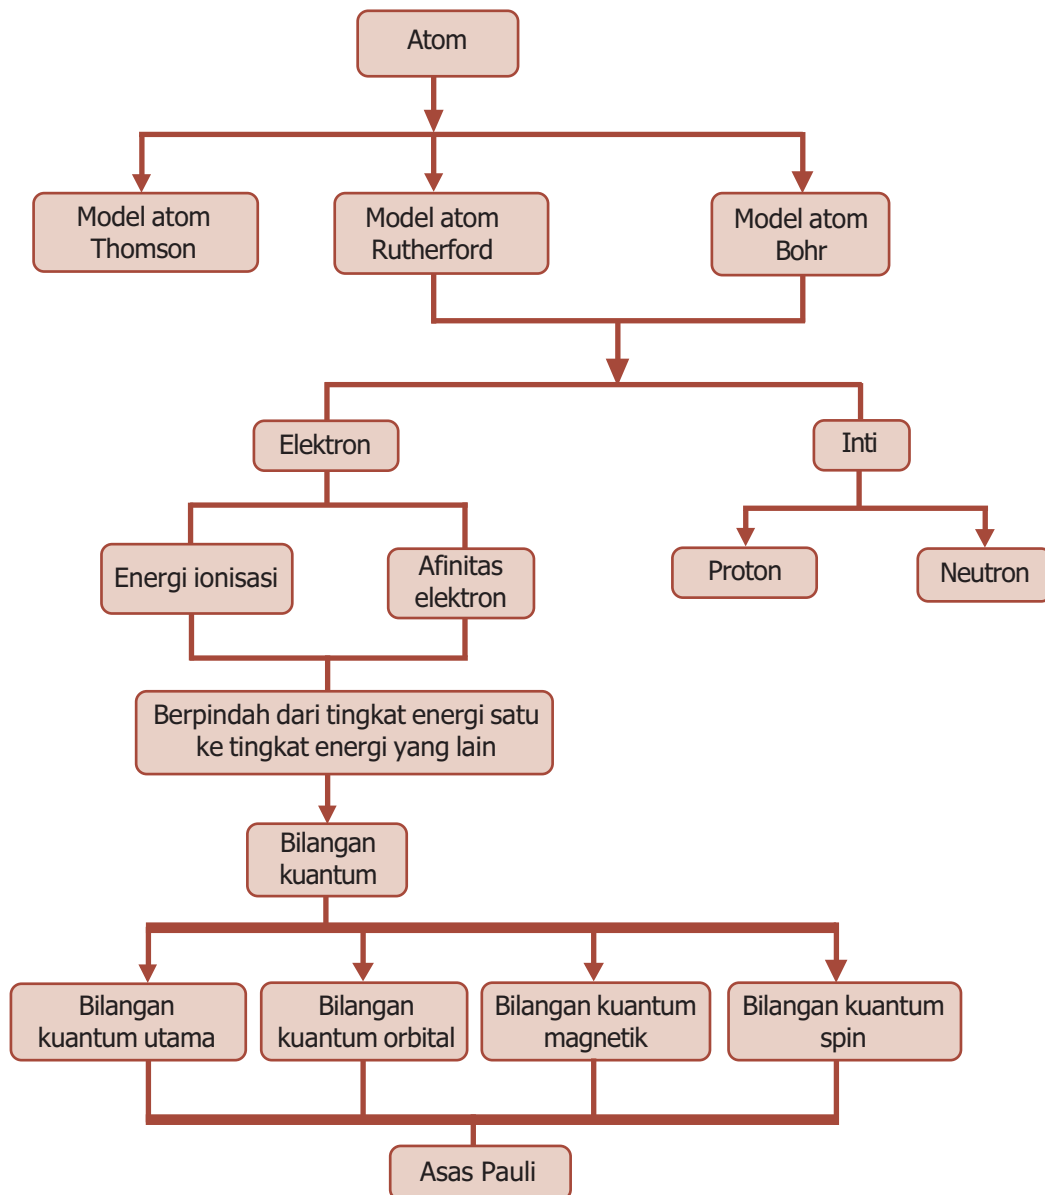 Atom
Model atom
Thomson
Model atom
Rutherford
Model atom
Bohr
Elektron
Inti
Energi ionisasi
Afinitas
elektron
Proton
Neutron
Berpindah dari tingkat energi satu
ke tingkat energi yang lain
Bilangan
kuantum
Bilangan
kuantum utama
Bilangan
kuantum orbital
Bilangan kuantum
magnetik
Bilangan kuantum
spin
Asas Pauli